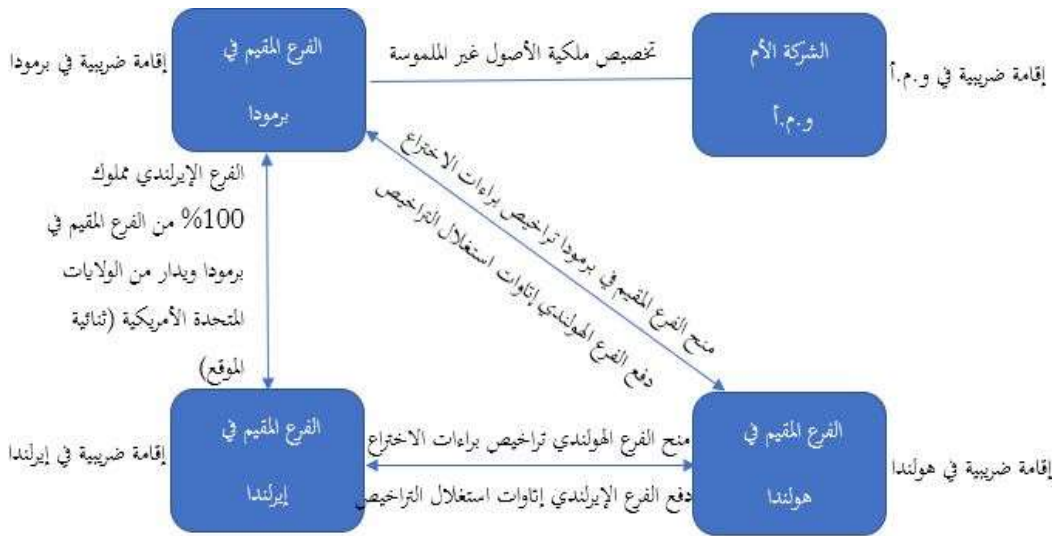 الشركة الأم
و.م.أ
إقامة ضريبية في و.م.أ
تخصيص ملكية الأصول غير الملموسة
الفرع المقيم في
برمودا
إقامة ضريبية في برمودا
منح الفرع المقيم في برمودا تراخيص براءات الاختراع
دفع الفرع الهولندي إتاوات استغلال التراخيص
الفرع الإيرلندي مملوك
100% من الفرع المقيم في
برمودا ويدار من الولايات
المتحدة الأمريكية (ثنائية
الموقع)
الفرع المقيم في
هولندا
إقامة ضريبية في هولندا
منح الفرع الهولندي تراخيص براءات الاختراع
دفع الفرع الإيرلندي إتاوات استغلال التراخيص
الفرع المقيم في
إيرلندا
إقامة ضريبية في إيرلندا